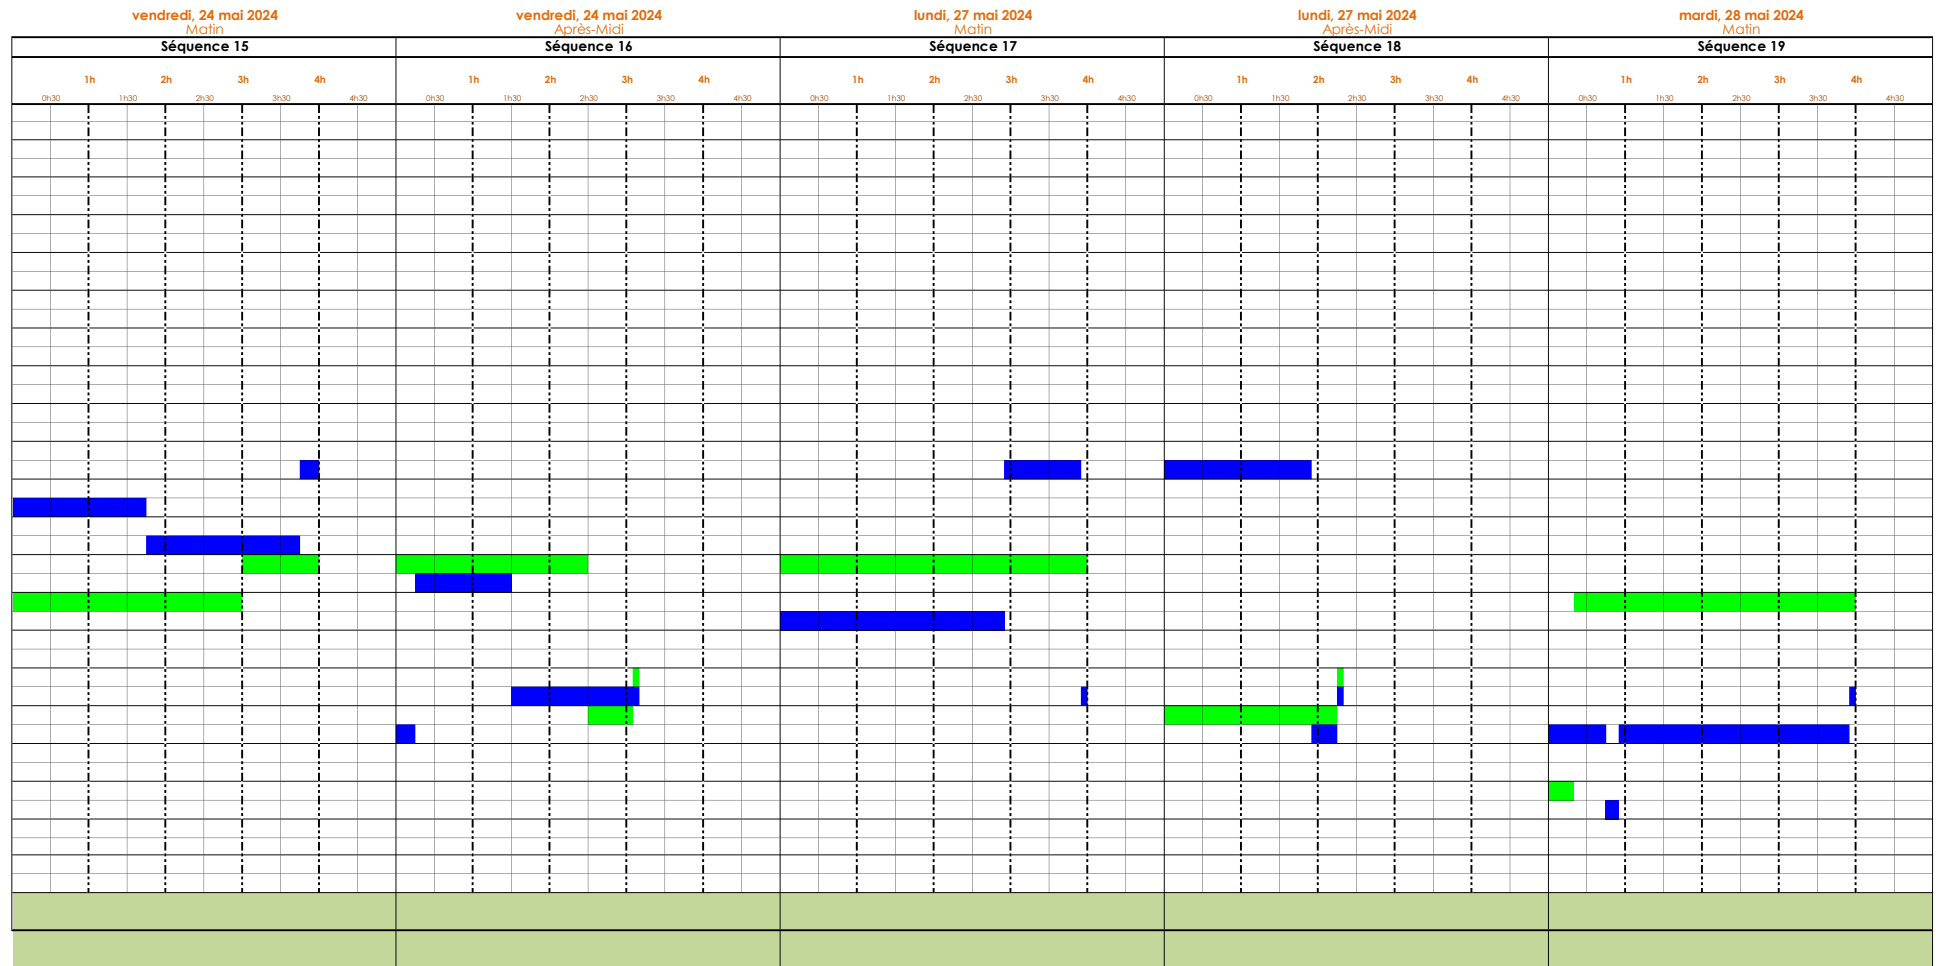 vendredi, 24 mai 2024 vendredi, 24 mai 2024 lundi, 27 mai 2024 lundi, 27 mai 2024 mardi, 28 mai 2024
Matin Après-Midi Matin Après-Midi Matin
Séquence 15 Séquence 16 Séquence 17 Séquence 18 Séquence 19
1h 2h 3h 4h 1h 2h 3h 4h 1h 2h 3h 4h 1h 2h 3h 4h 1h 2h 3h 4h
0h30 1h30 2h30 3h30 4h30 0h30 1h30 2h30 3h30 4h30 0h30 1h30 2h30 3h30 4h30 0h30 1h30 2h30 3h30 4h30 0h30 1h30 2h30 3h30 4h30